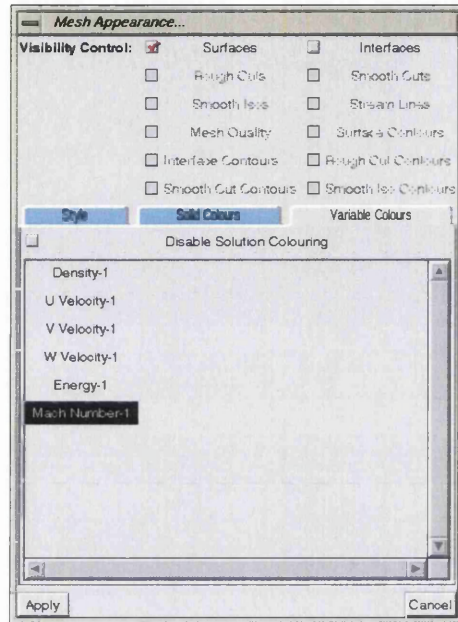 Mesh Appearance...
Visibility Control: Surfaces Interfaces
Rough Cuts Smooth Cuts
Smooth Isos Stream Lines
Mesh Quality Surface Contours
Interface Contours Rough Cut Contours
Smooth Cut Contours Smooth Iso Contours
Style Solid Colours Variable Colours
Disable Solution Colouring
Density-1
U Velocity-1
V Velocity-1
W Velocity-1
Energy-1
Mach Number-1
Apply Cancel